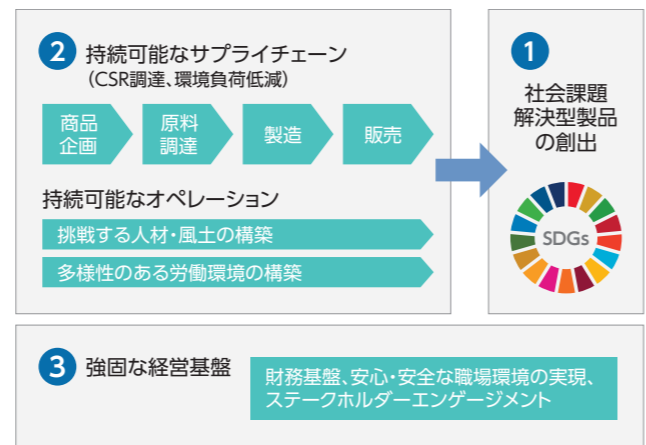 2 持続可能なサプライチェーン
（CSR調達、環境負荷低減）
商品
企画
原料
調達
製造
販売
持続可能なオペレーション
挑戦する人材・風土の構築
多様性のある労働環境の構築
1
社会課題
解決型製品
の創出
SDGs
3 強固な経営基盤
財務基盤、安心・安全な職場環境の実現、
ステークホルダーエンゲージメント